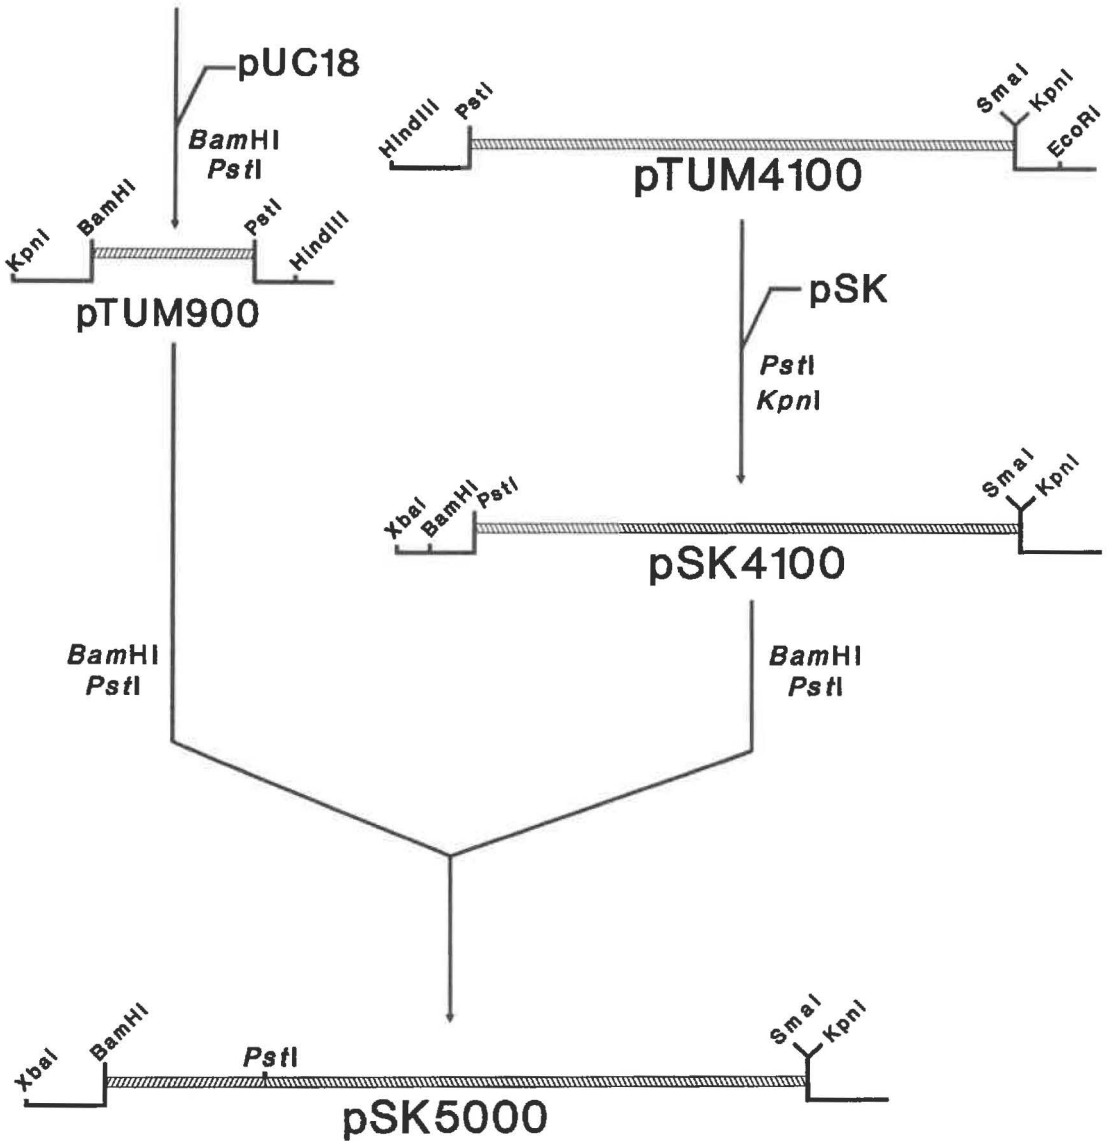 pUC18
BamHI
PstI
KpnI
BamHI
PstI
HindIII
pTUM900
HindIII
PstI
SmaI
KpnI
EcoRI
pTUM4100
pSK
PstI
KpnI
XbaI
BamHI
PstI
SmaI
KpnI
pSK4100
BamHI
PstI
BamHI
PstI
XbaI
BamHI
PstI
SmaI
KpnI
pSK5000